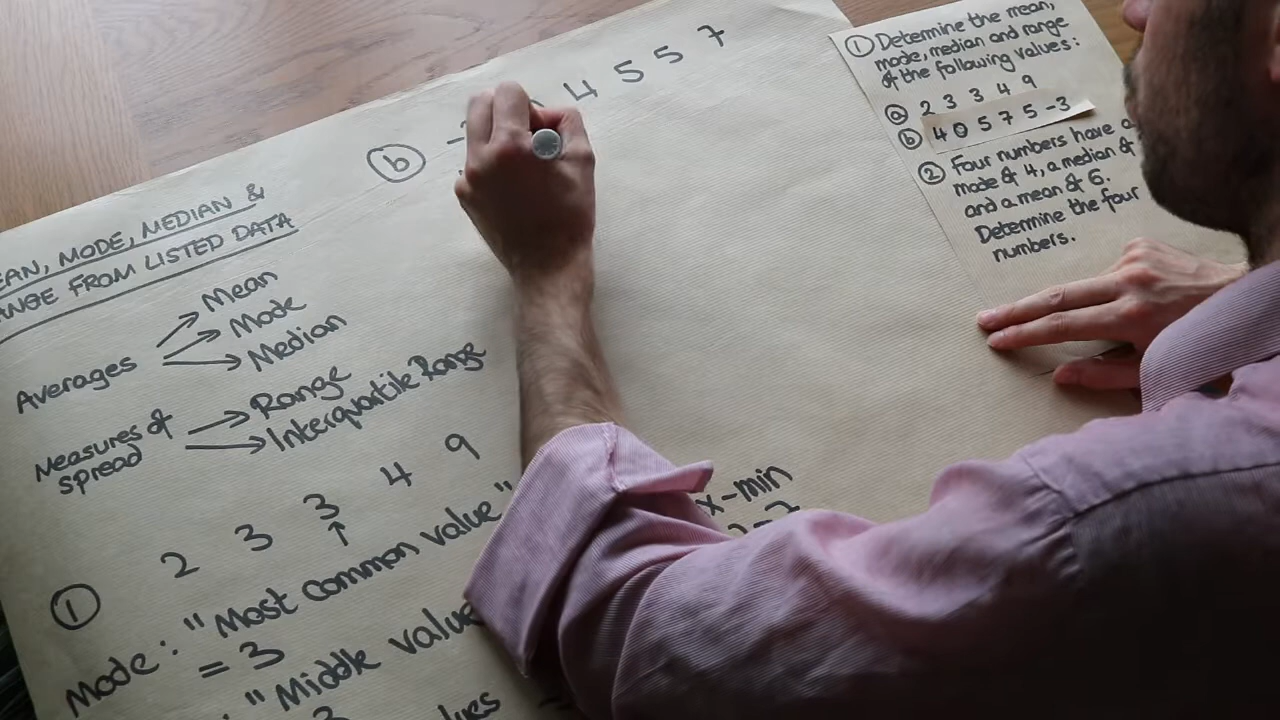 EAN, MODE, MEDIAN &
ANGE FROM LISTED DATA
Averages
Mean
Mode
Median
Measures of
spread
Range
Interquartile Range
① 2 3 3 4 9
Mode: "Most common value"
= 3
"Middle value
3
ⓑ 4 5 5 7
x-min
① Determine the mean,
mode, median and range
of the following values:
ⓐ 2 3 3 4 9
ⓑ 4 0 5 7 5 -3
② Four numbers have a
mode of 4, a median of
and a mean of 6.
Determine the four
numbers.